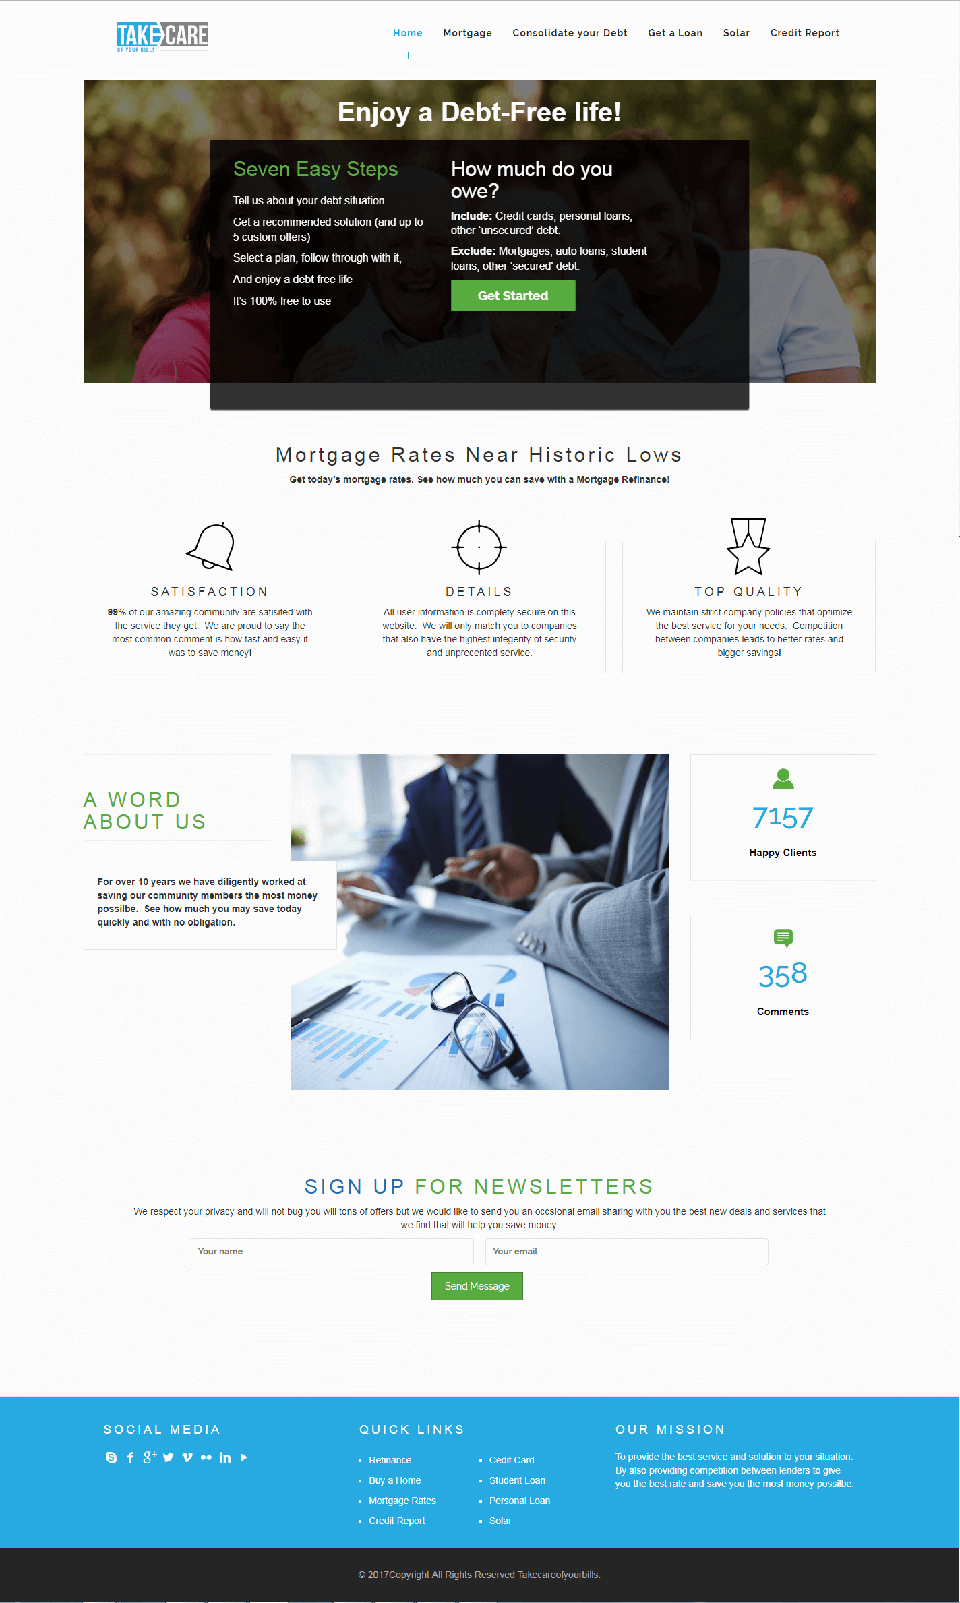 TAKE CARE
OF YOUR BILLS
Home Mortgage Consolidate your Debt Get a Loan Solar Credit Report
Enjoy a Debt-Free life!
Seven Easy Steps
Tell us about your debt situation
Get a recommended solution (and up to
5 custom offers)
Select a plan, follow through with it,
And enjoy a debt free life
It's 100% free to use
How much do you
owe?
Include: Credit cards, personal loans,
other 'unsecured' debt.
Exclude: Mortgages, auto loans, student
loans, other 'secured' debt.
Get Started
Mortgage Rates Near Historic Lows
Get today's mortgage rates. See how much you can save with a Mortgage Refinance!
SATISFACTION
99% of our amazing community are satisifed with
the service they get. We are proud to say the
most common comment is how fast and easy it
was to save money!
DETAILS
All user information is complety secure on this
website. We will only match you to companies
that also have the highest integerity of security
and unprecented service.
TOP QUALITY
We maintain strict company policies that optimize
the best service for your needs. Competition
between companies leads to better rates and
bigger savings!
A WORD
ABOUT US
For over 10 years we have diligently worked at
saving our community members the most money
possilbe. See how much you may save today
quickly and with no obligation.
7157
Happy Clients
358
Comments
SIGN UP FOR NEWSLETTERS
We respect your privacy and will not bug you will tons of offers but we would like to send you an occsional email sharing with you the best new deals and services that
we find that will help you save money
Your name
Your email
Send Message
SOCIAL MEDIA
QUICK LINKS
Refinance
Buy a Home
Mortgage Rates
Credit Report
Cedit Card
Student Loan
Personal Loan
Solar
OUR MISSION
To provide the best service and solution to your situation.
By also providing competition between lenders to give
you the best rate and save you the most money possilbe.
© 2017Copyright All Rights Reserved Takecareofyourbills.